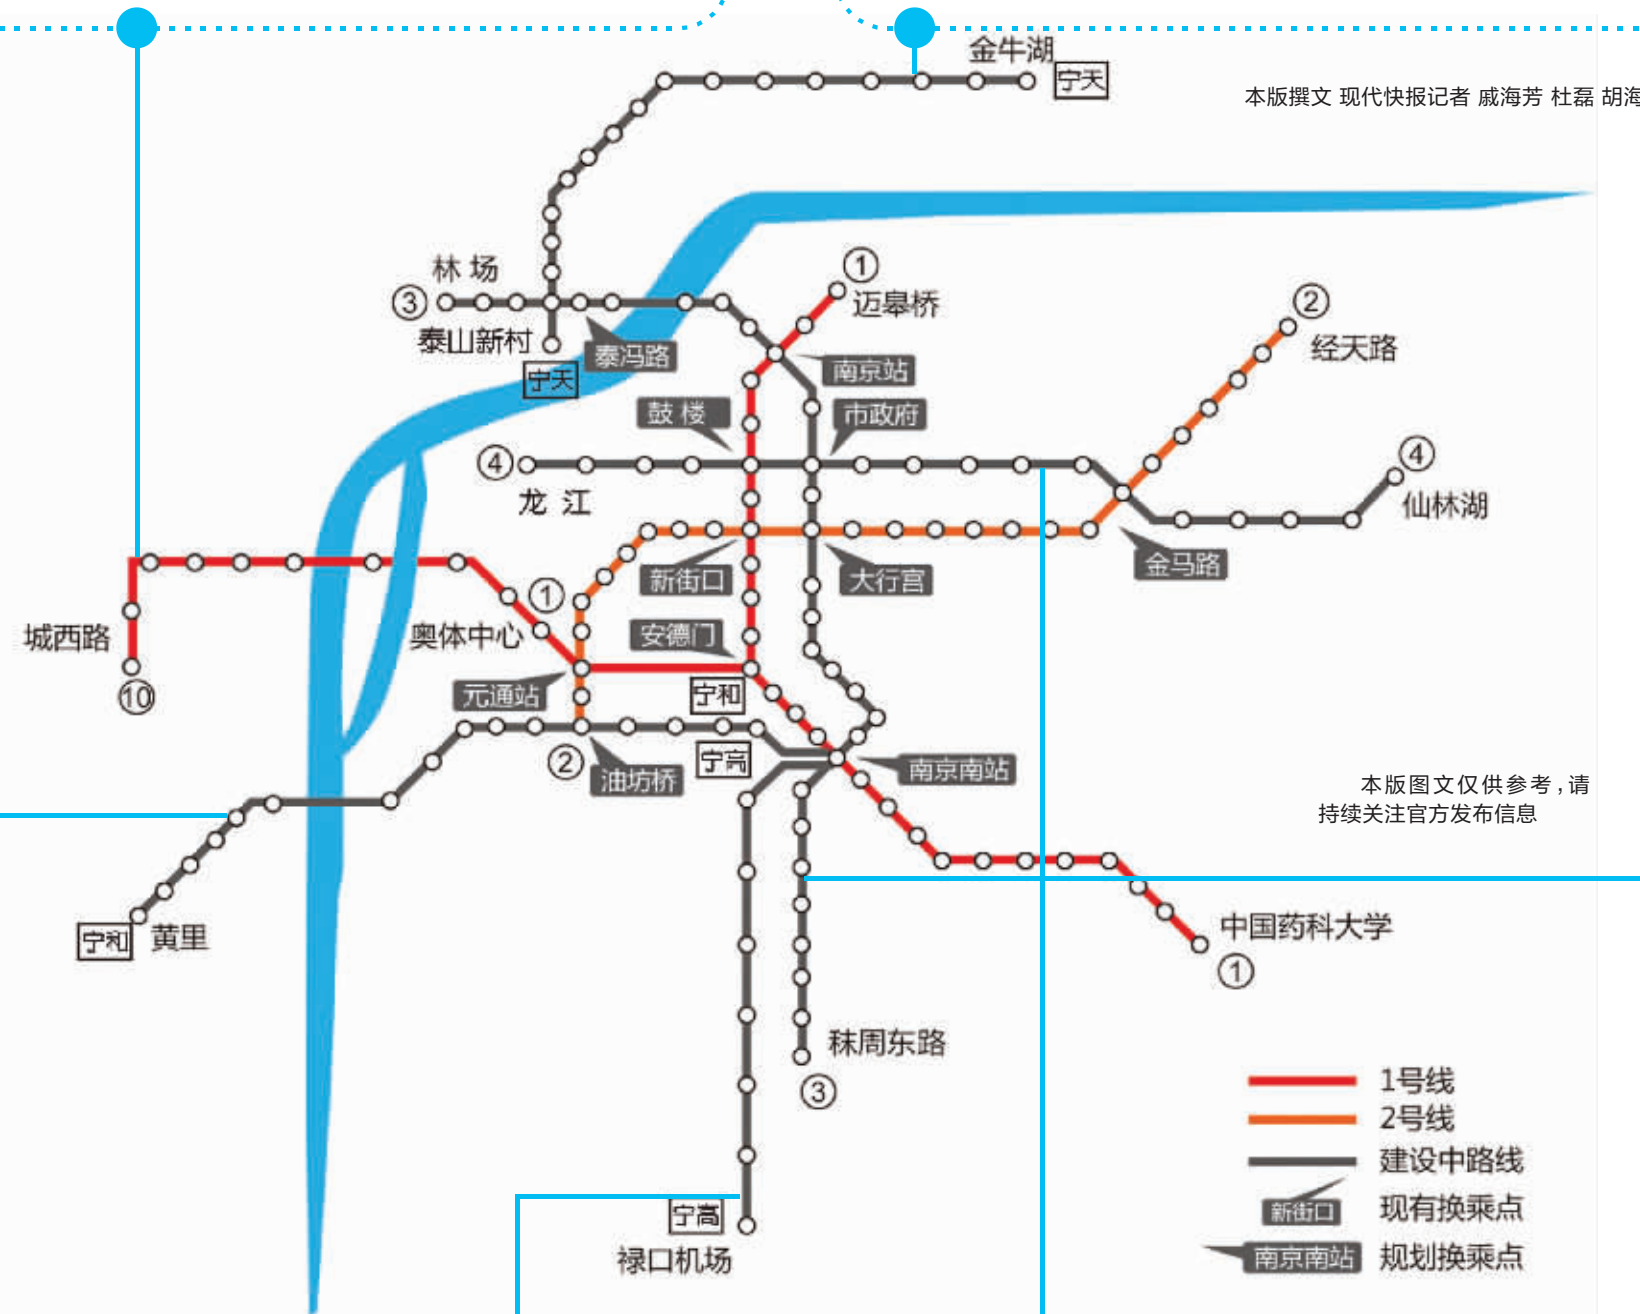 金牛湖
宁天
本版撰文 现代快报记者 戚海芳 杜磊 胡海
林 场
③
泰山新村
宁天
泰冯路
①
迈皋桥
②
经天路
南京站
鼓 楼
市政府
④
龙 江
④
仙林湖
新街口
大行宫
金马路
①
奥体中心
安德门
城西路
⑩
元通站
宁和
②
油坊桥
宁高
南京南站
本版图文仅供参考,请
持续关注官方发布信息
宁和
黄里
中国药科大学
①
秣周东路
③
宁高
禄口机场
1号线
2号线
建设中路线
新街口
现有换乘点
南京南站
规划换乘点